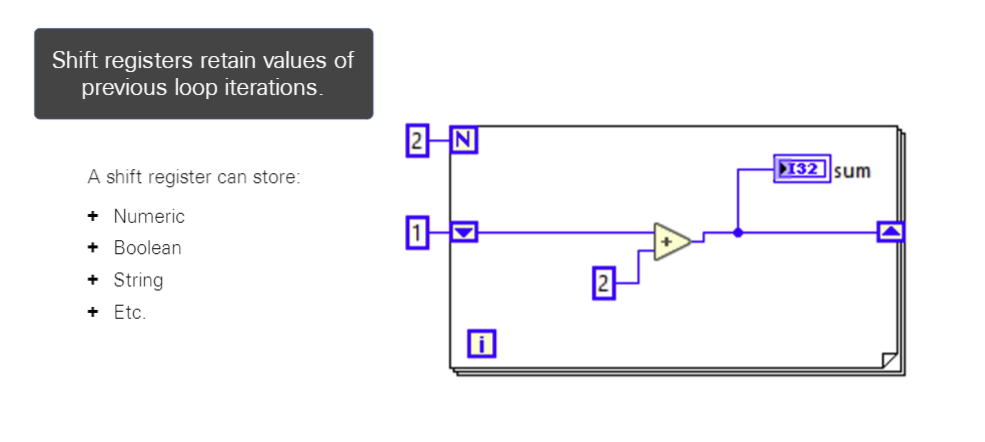 Shift registers retain values of
previous loop iterations.
A shift register can store:
+ Numeric
+ Boolean
+ String
+ Etc.
2
N
I32
sum
1
+
2
i